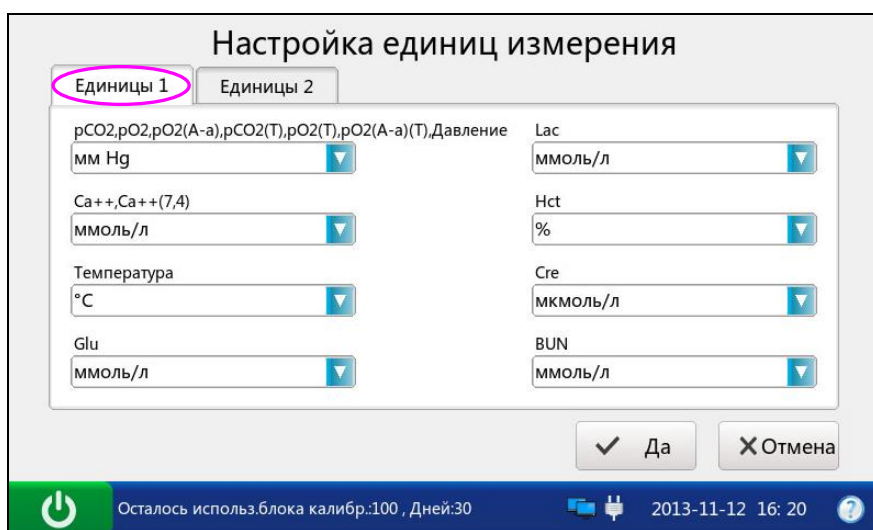 Настройка единиц измерения
Единицы 1 Единицы 2
pCO2,pO2,pO2(A-a),pCO2(T),pO2(T),pO2(A-a)(T),Давление Lac
мм Hg ммоль/л
Ca++,Ca++(7,4) Hct
ммоль/л %
Температура Cre
°C мкмоль/л
Glu BUN
ммоль/л ммоль/л
Да Отмена
Осталось использ.блока калибр.:100 , Дней:30 2013-11-12 16: 20 ?